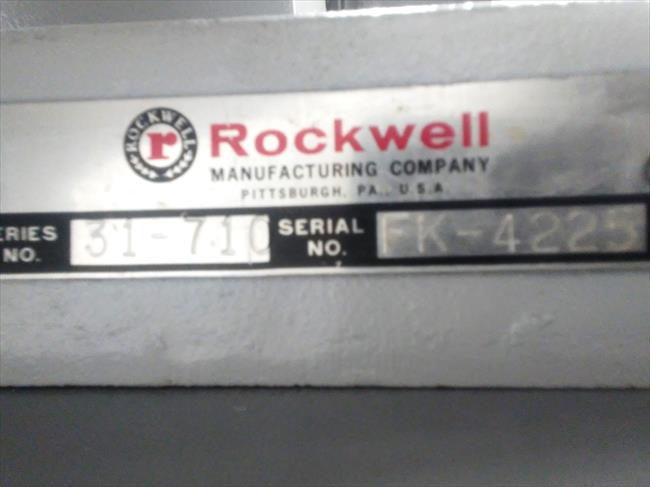 ROCKWELL
r
Rockwell
MANUFACTURING COMPANY
PITTSBURGH, PA., U.S.A.
ERIES NO. 31-710 SERIAL NO. FK-4225